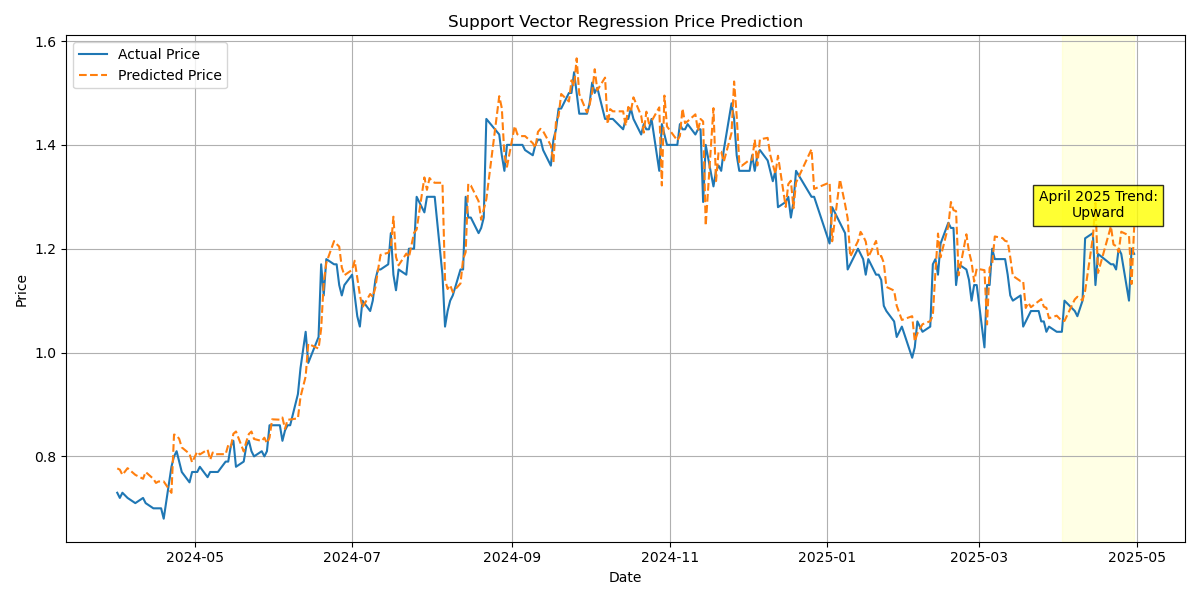 Support Vector Regression Price Prediction
Actual Price
Predicted Price
1.6
1.4
1.2
1.0
0.8
Price
April 2025 Trend:
Upward
2024-05
2024-07
2024-09
2024-11
2025-01
2025-03
2025-05
Date